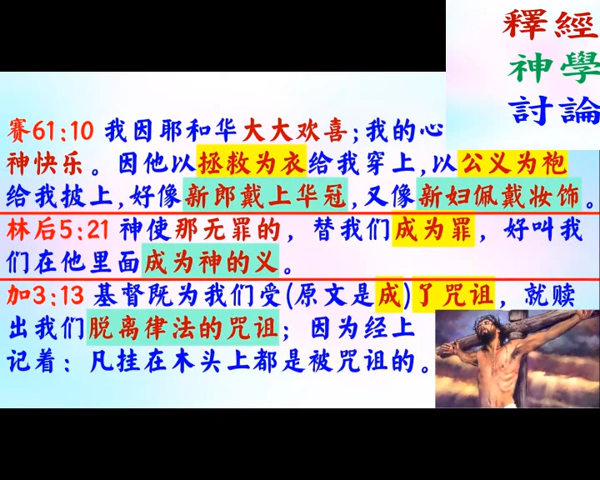 釋經
神學
討論
賽61:10 我因耶和华大大欢喜;我的心
神快乐。因他以拯救为衣给我穿上,以公义为袍
给我披上,好像新郎戴上华冠,又像新妇佩戴妆饰。
林后5:21 神使那无罪的，替我们成为罪，好叫我
们在他里面成为神的义。
加3:13 基督既为我们受(原文是成)了咒诅，就赎
出我们脱离律法的咒诅；因为经上
记着：凡挂在木头上都是被咒诅的。